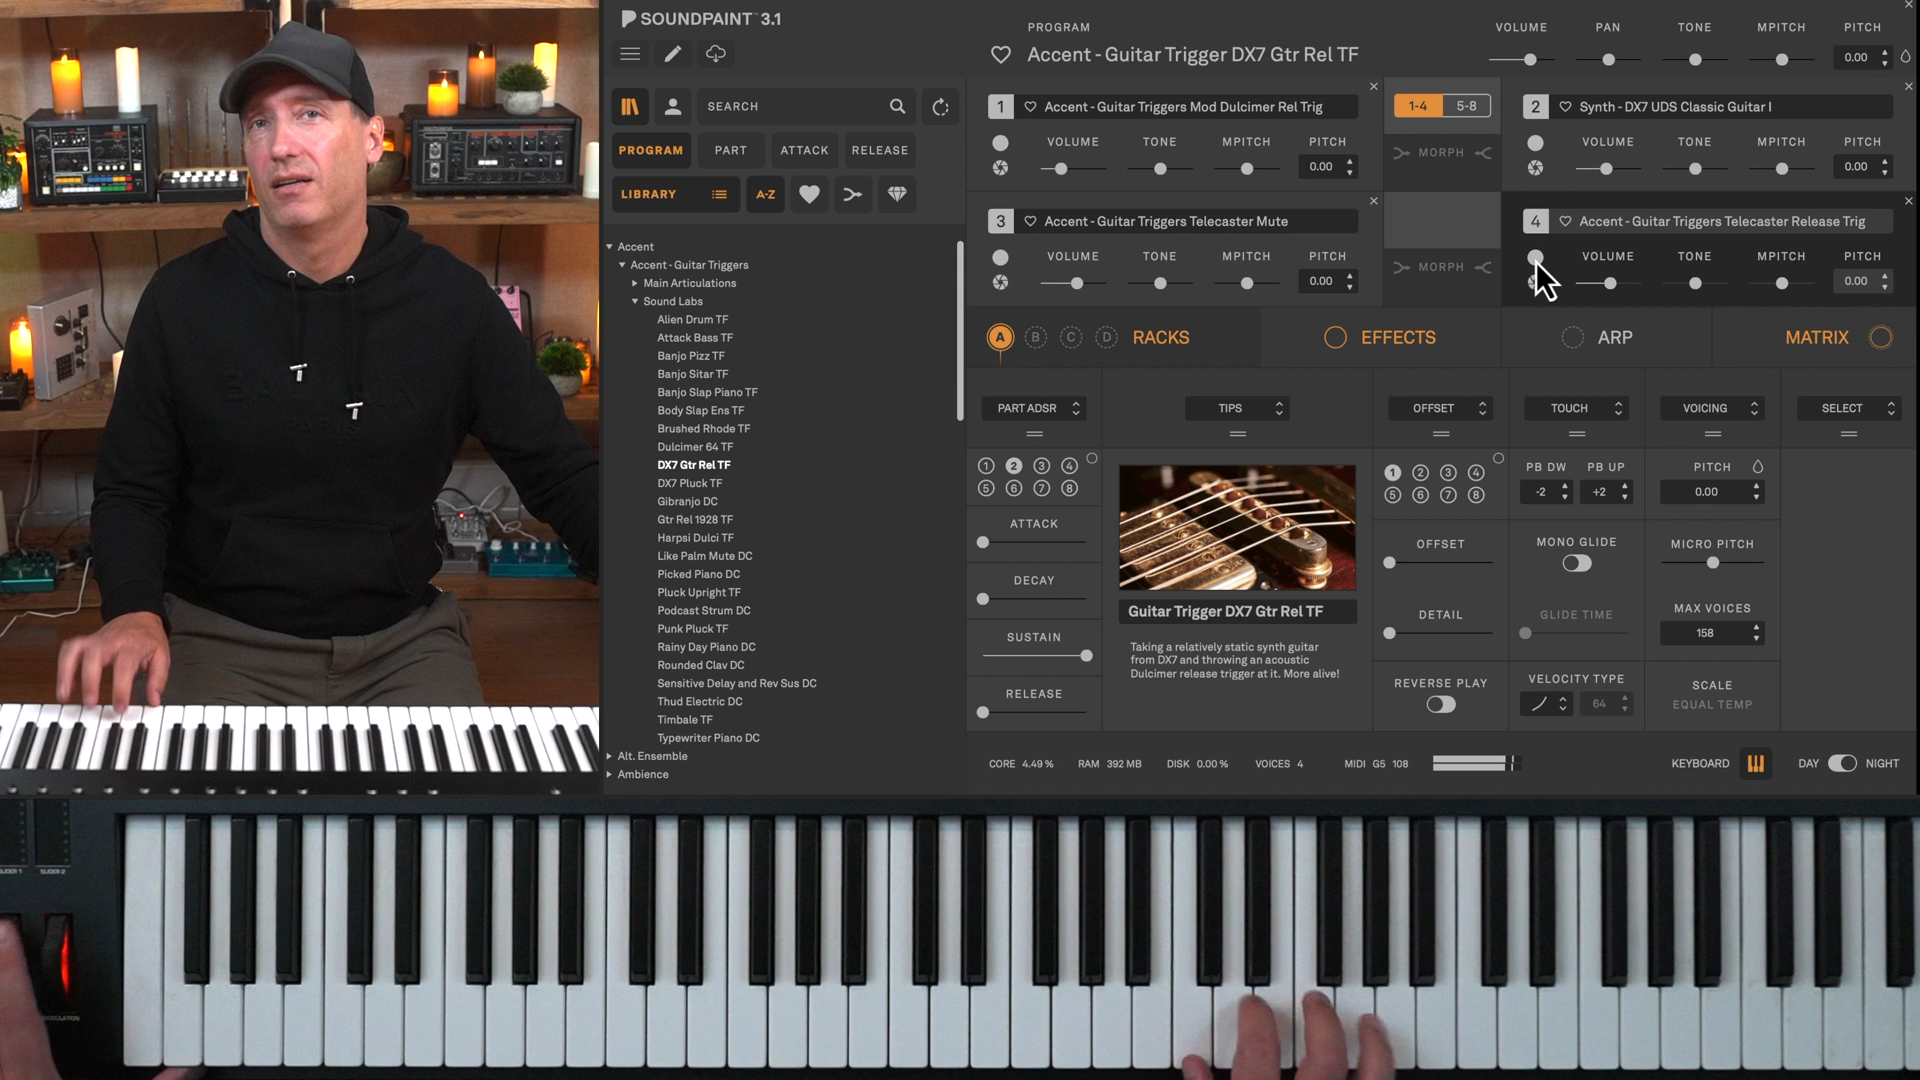 SOUNDPAINT 3.1
PROGRAM
Accent - Guitar Trigger DX7 Gtr Rel TF
VOLUME PAN TONE MPITCH PITCH
0.00
SEARCH
PROGRAM PART ATTACK RELEASE
LIBRARY A-Z
1 Accent - Guitar Triggers Mod Dulcimer Rel Trig
VOLUME TONE MPITCH PITCH
0.00
1-4 5-8
MORPH
2 Synth - DX7 UDS Classic Guitar I
VOLUME TONE MPITCH PITCH
0.00
3 Accent - Guitar Triggers Telecaster Mute
VOLUME TONE MPITCH PITCH
0.00
MORPH
4 Accent - Guitar Triggers Telecaster Release Trig
VOLUME TONE MPITCH PITCH
0.00
Accent
Accent - Guitar Triggers
Main Articulations
Sound Labs
Alien Drum TF
Attack Bass TF
Banjo Pizz TF
Banjo Sitar TF
Banjo Slap Piano TF
Body Slap Ens TF
Brushed Rhode TF
Dulcimer 64 TF
DX7 Gtr Rel TF
DX7 Pluck TF
Gibranjo DC
Gtr Rel 1928 TF
Harpsi Dulci TF
Like Palm Mute DC
Picked Piano DC
Pluck Upright TF
Podcast Strum DC
Punk Pluck TF
Rainy Day Piano DC
Rounded Clav DC
Sensitive Delay and Rev Sus DC
Thud Electric DC
Timbale TF
Typewriter Piano DC
Alt. Ensemble
Ambience
A B C D RACKS
EFFECTS
ARP
MATRIX
PART ADSR
TIPS
OFFSET
TOUCH
VOICING
SELECT
1 2 3 4
5 6 7 8
ATTACK
DECAY
SUSTAIN
RELEASE
Guitar Trigger DX7 Gtr Rel TF
Taking a relatively static synth guitar
from DX7 and throwing an acoustic
Dulcimer release trigger at it. More alive!
1 2 3 4
5 6 7 8
OFFSET
DETAIL
REVERSE PLAY
PB DW PB UP
-2 +2
MONO GLIDE
GLIDE TIME
VELOCITY TYPE
64
PITCH
0.00
MICRO PITCH
MAX VOICES
158
SCALE
EQUAL TEMP
CORE 4.49 % RAM 392 MB DISK 0.00 % VOICES 4 MIDI G5 108
KEYBOARD DAY NIGHT
SLIDER 2